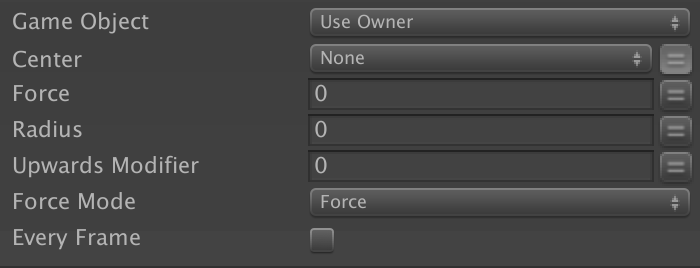 Game Object Use Owner
Center None
Force 0
Radius 0
Upwards Modifier 0
Force Mode Force
Every Frame